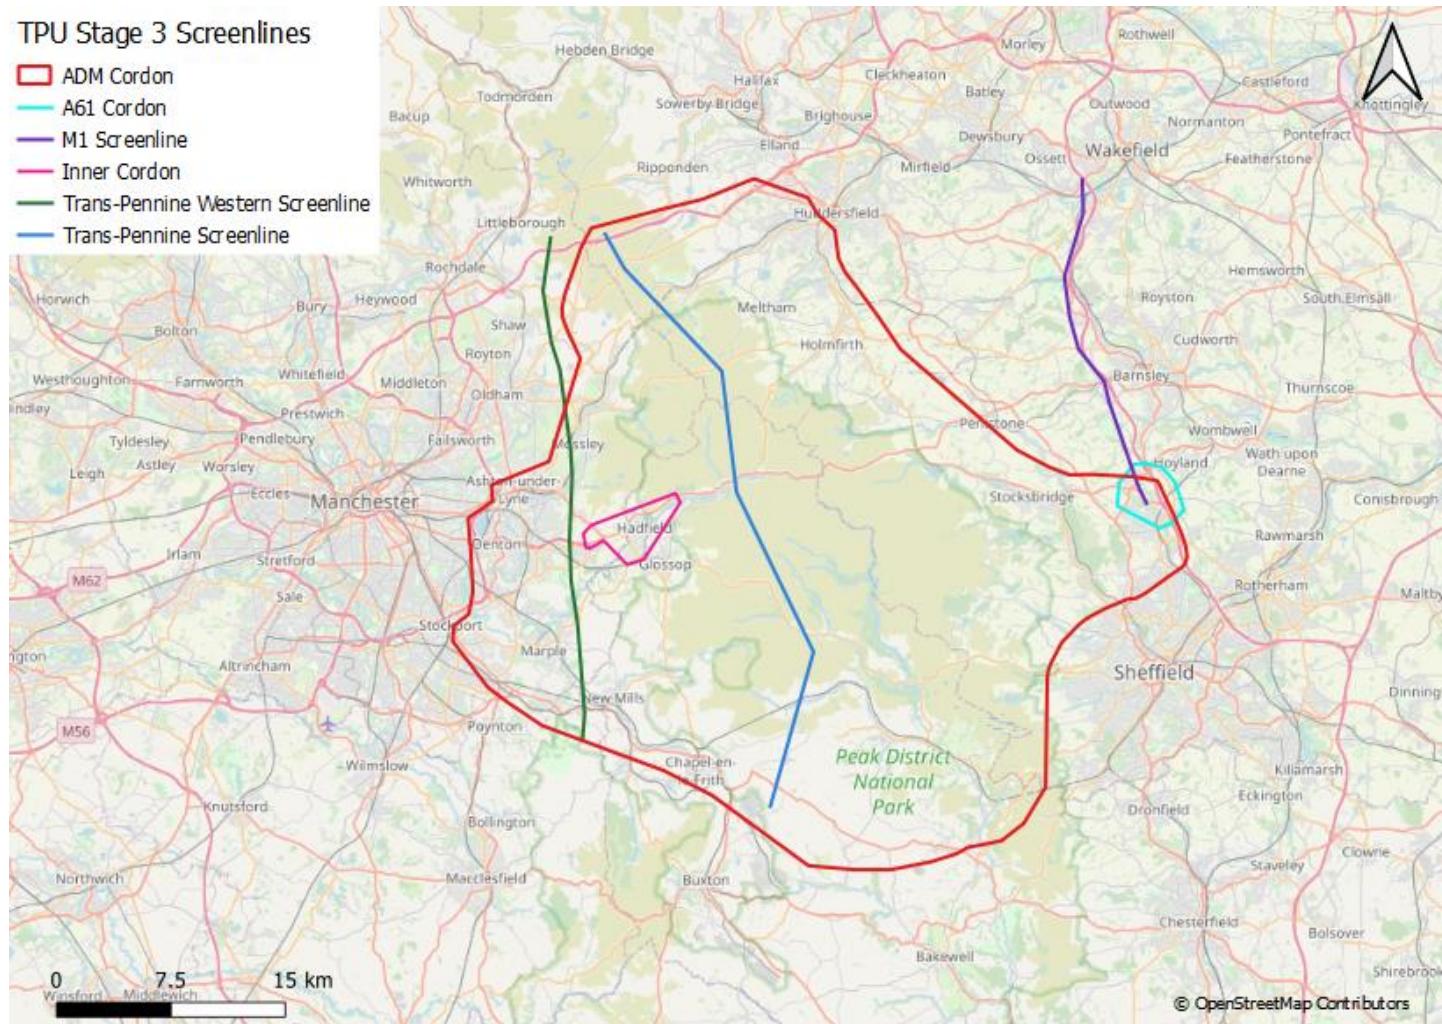 TPU Stage 3 Screenlines
ADM Cordon
A61 Cordon
M1 Screenline
Inner Cordon
Trans-Pennine Western Screenline
Trans-Pennine Screenline
Hebden Bridge
Todmorden
Bacup
Halifax
Sowerby Bridge
Cleckheaton
Morley
Rothwell
Batley
Castleford
Knottingley
Outwood
Normanton
Pontefract
Brighouse
Elland
Dewsbury
Ossett
Wakefield
Featherstone
Mirfield
Ripponden
Whitworth
Littleborough
Huddersfield
Rochdale
Hemsworth
Horwich
Bury
Heywood
Meltham
Royston
South Elmsall
Bolton
Shaw
Holmfirth
Cudworth
Royton
Westhoughton
Farnworth
Whitefield
Middleton
Oldham
Barnsley
Thurnscoe
Prestwich
Tyldesley
Pendlebury
Failsworth
Mossley
Penistone
Wombwell
Leigh
Astley
Worsley
Wath upon
Dearne
Hoyland
Ashton-under-
Lyne
Eccles
Manchester
Stocksbridge
Conisbrough
Hadfield
Denton
Irlam
Stretford
Glossop
Rawmarsh
M62
Sale
Rotherham
Maltby
Stockport
Altrincham
Marple
Sheffield
New Mills
Dinning
M56
Poynton
Wilmslow
Chapel-en-
le-Frith
Peak District
National
Park
Killamarsh
Eckington
Knutsford
Bollington
Dronfield
Northwich
Macclesfield
Buxton
Staveley
Clowne
Chesterfield
Bolsover
Bakewell
Shirebrook
0 7.5 15 km
Winsford
Middlewich
© OpenStreetMap Contributors